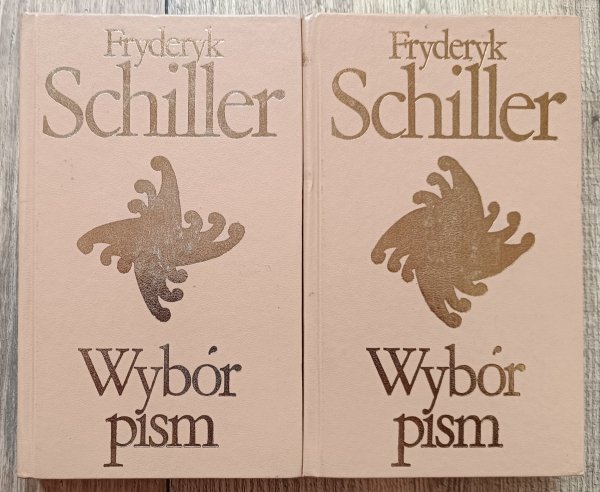 Fryderyk
Schiller
Wybór
pism
Fryderyk
Schiller
Wybór
pism